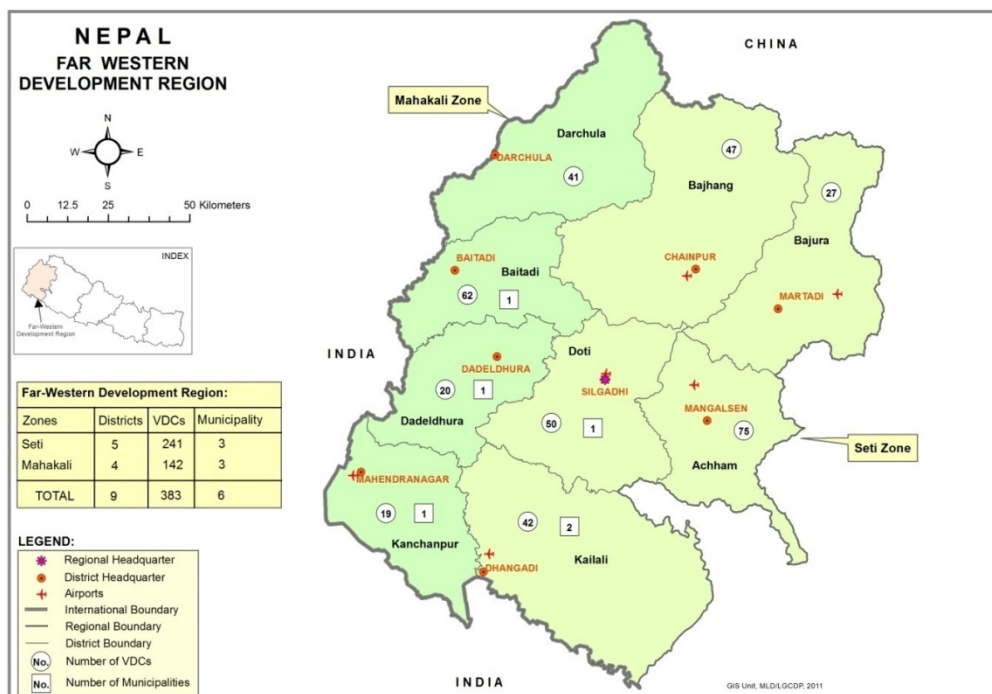 NEPAL
FAR WESTERN
DEVELOPMENT REGION
N
W E
S
0 12.5 25 50 Kilometers
INDEX
Far-Western
Development Region
Far-Western Development Region:
Zones Districts VDCs Municipality
Seti 5 241 3
Mahakali 4 142 3
TOTAL 9 383 6
LEGEND:
Regional Headquarter
District Headquarter
Airports
International Boundary
Regional Boundary
District Boundary
No. Number of VDCs
No. Number of Municipalities
CHINA
Mahakali Zone
Darchula
DARCHULA
41
47
Bajhang
27
Bajura
CHAINPUR
MARTADI
BAITADI
Baitadi
62 1
INDIA
DADELDHURA
20 1
Dadeldhura
Doti
SILGADHI
50 1
MANGALSEN
75
Achham
Seti Zone
MAHENDRANAGAR
19 1
Kanchanpur
42 2
Kailali
DHANGADI
INDIA
GIS Unit, MLD/LGCDP, 2011